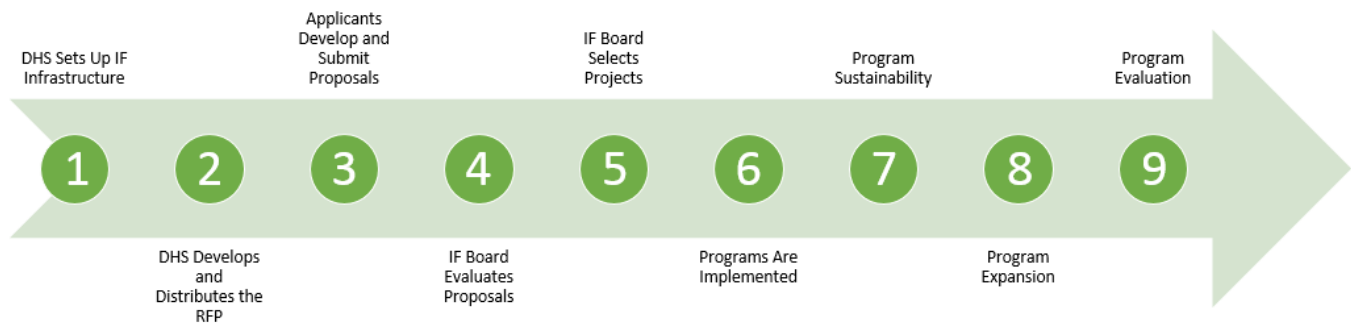 DHS Sets Up IF
Infrastructure
1
DHS Develops
and
Distributes the
RFP
2
Applicants
Develop and
Submit
Proposals
3
IF Board
Evaluates
Proposals
4
IF Board
Selects
Projects
5
Programs Are
Implemented
6
Program
Sustainability
7
Program
Expansion
8
Program
Evaluation
9